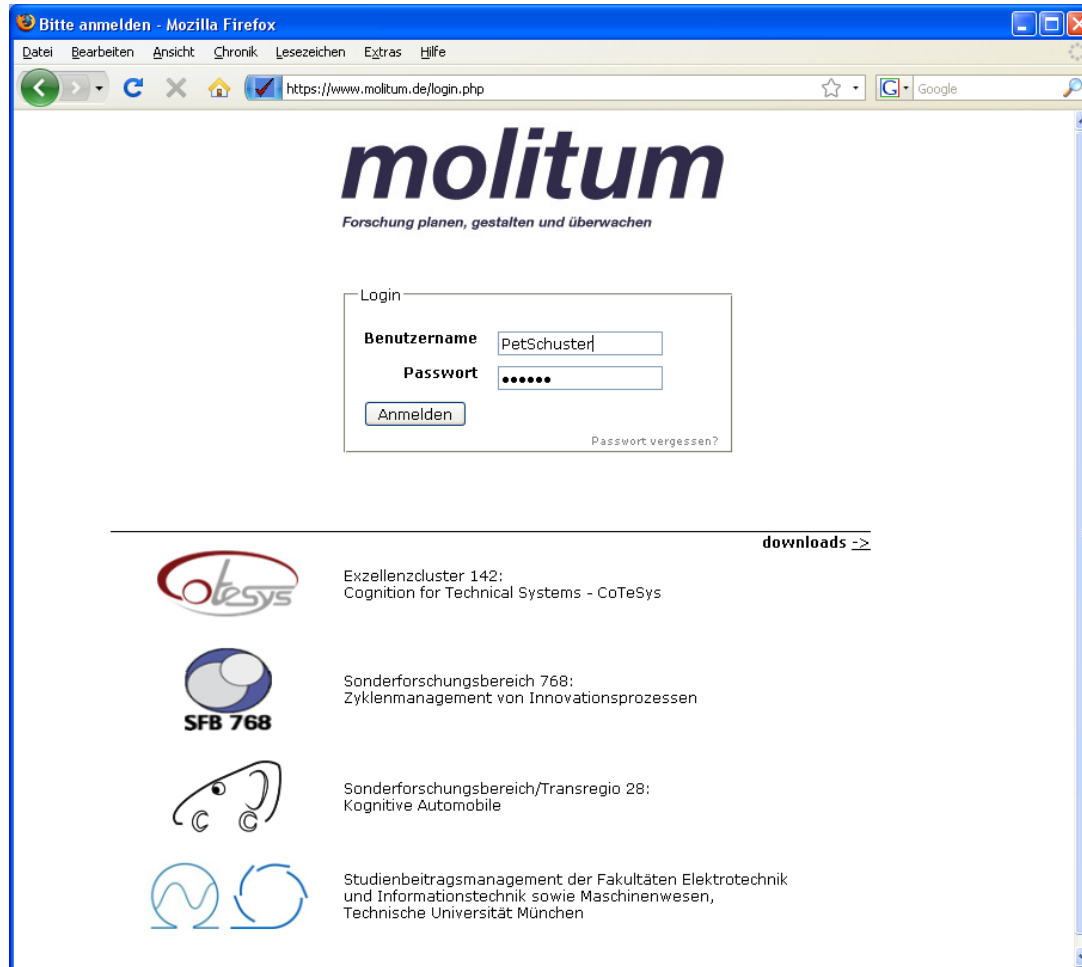 Bitte anmelden - Mozilla Firefox
Datei Bearbeiten Ansicht Chronik Lesezeichen Extras Hilfe
https://www.molitum.de/login.php
G Google
molitum
Forschung planen, gestalten und überwachen
Login
Benutzername PetSchuster
Passwort ••••••
Anmelden
Passwort vergessen?
downloads ->
CoTeSys
Exzellenzcluster 142:
Cognition for Technical Systems - CoTeSys
SFB 768
Sonderforschungsbereich 768:
Zyklenmanagement von Innovationsprozessen
Sonderforschungsbereich/Transregio 28:
Kognitive Automobile
Studienbeitragsmanagement der Fakultäten Elektrotechnik
und Informationstechnik sowie Maschinenwesen,
Technische Universität München